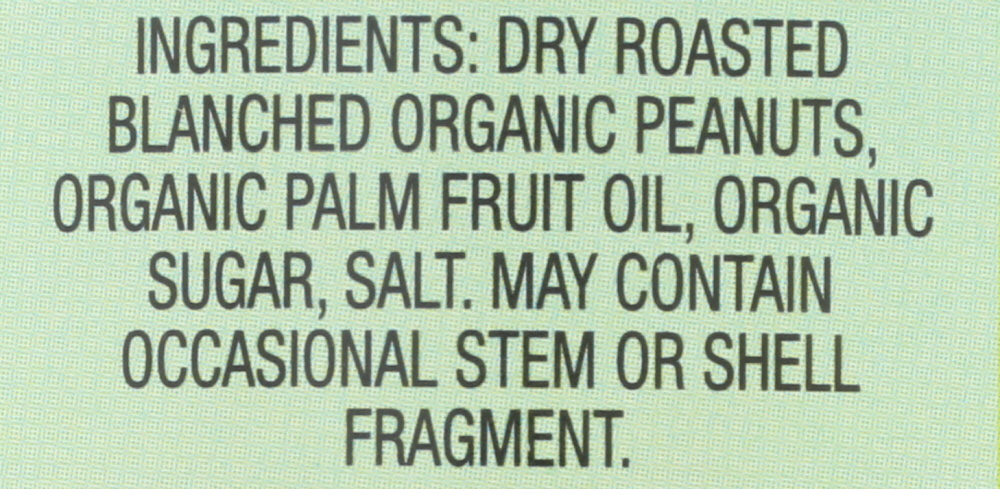 INGREDIENTS: DRY ROASTED
BLANCHED ORGANIC PEANUTS,
ORGANIC PALM FRUIT OIL, ORGANIC
SUGAR, SALT. MAY CONTAIN
OCCASIONAL STEM OR SHELL
FRAGMENT.